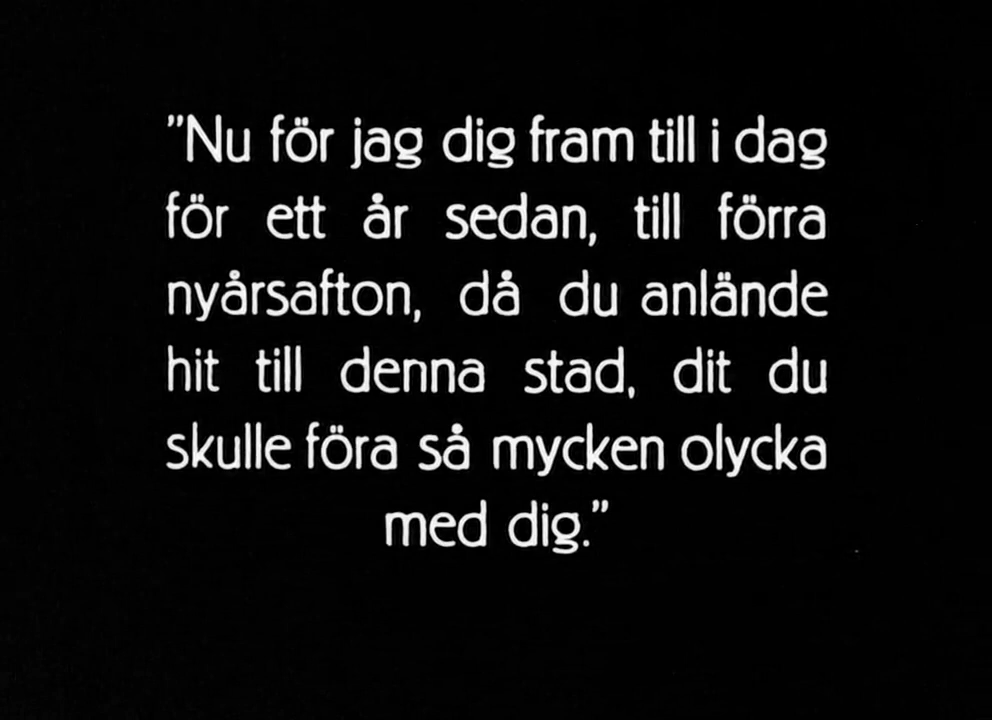 ”Nu för jag dig fram till i dag
för ett år sedan, till förra
nyårsafton, då du anlände
hit till denna stad, dit du
skulle föra så mycken olycka
med dig.”